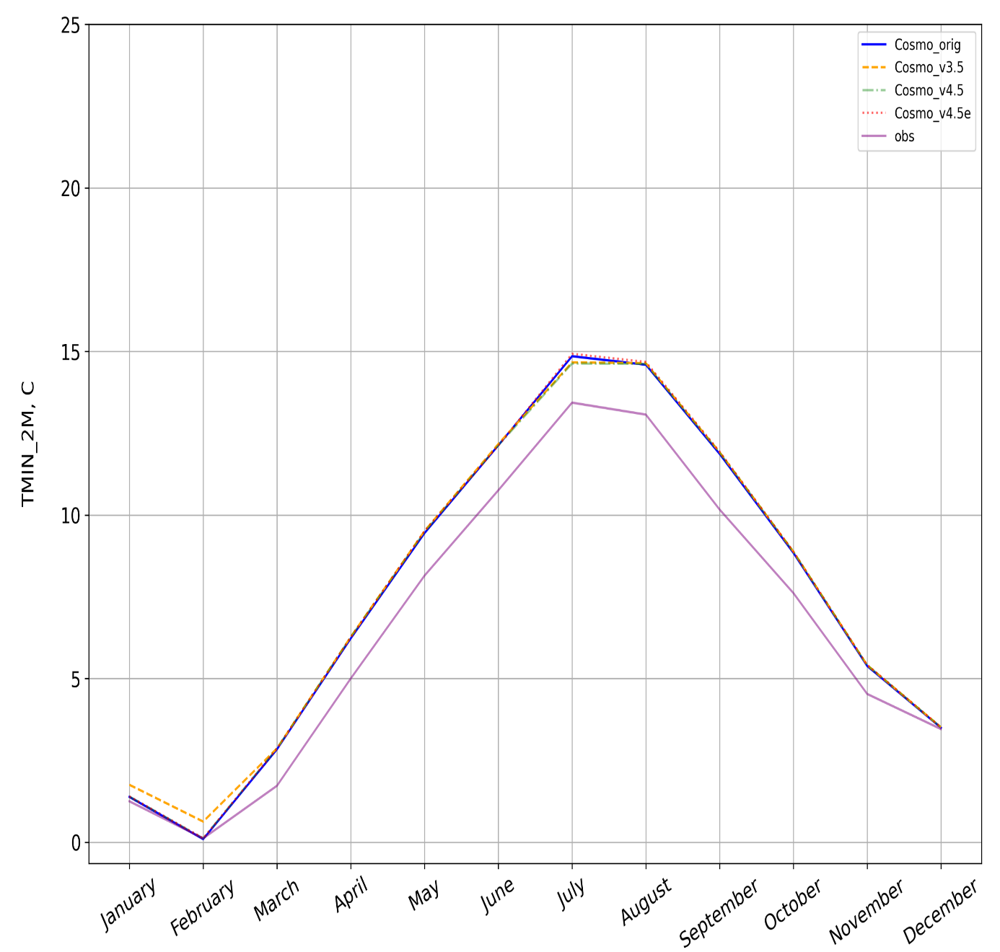 25
20
15
10
5
0
TMIN_2M, C
Cosmo_orig
Cosmo_v3.5
Cosmo_v4.5
Cosmo_v4.5e
obs
January
February
March
April
May
June
July
August
September
October
November
December